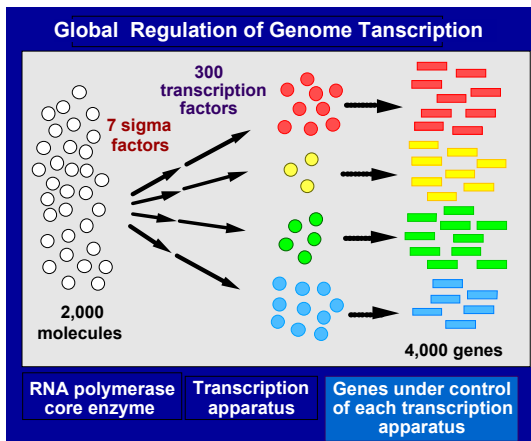 Global Regulation of Genome Tanscription
300
transcription
factors
7 sigma
factors
2,000
molecules
4,000 genes
RNA polymerase
core enzyme
Transcription
apparatus
Genes under control
of each transcription
apparatus